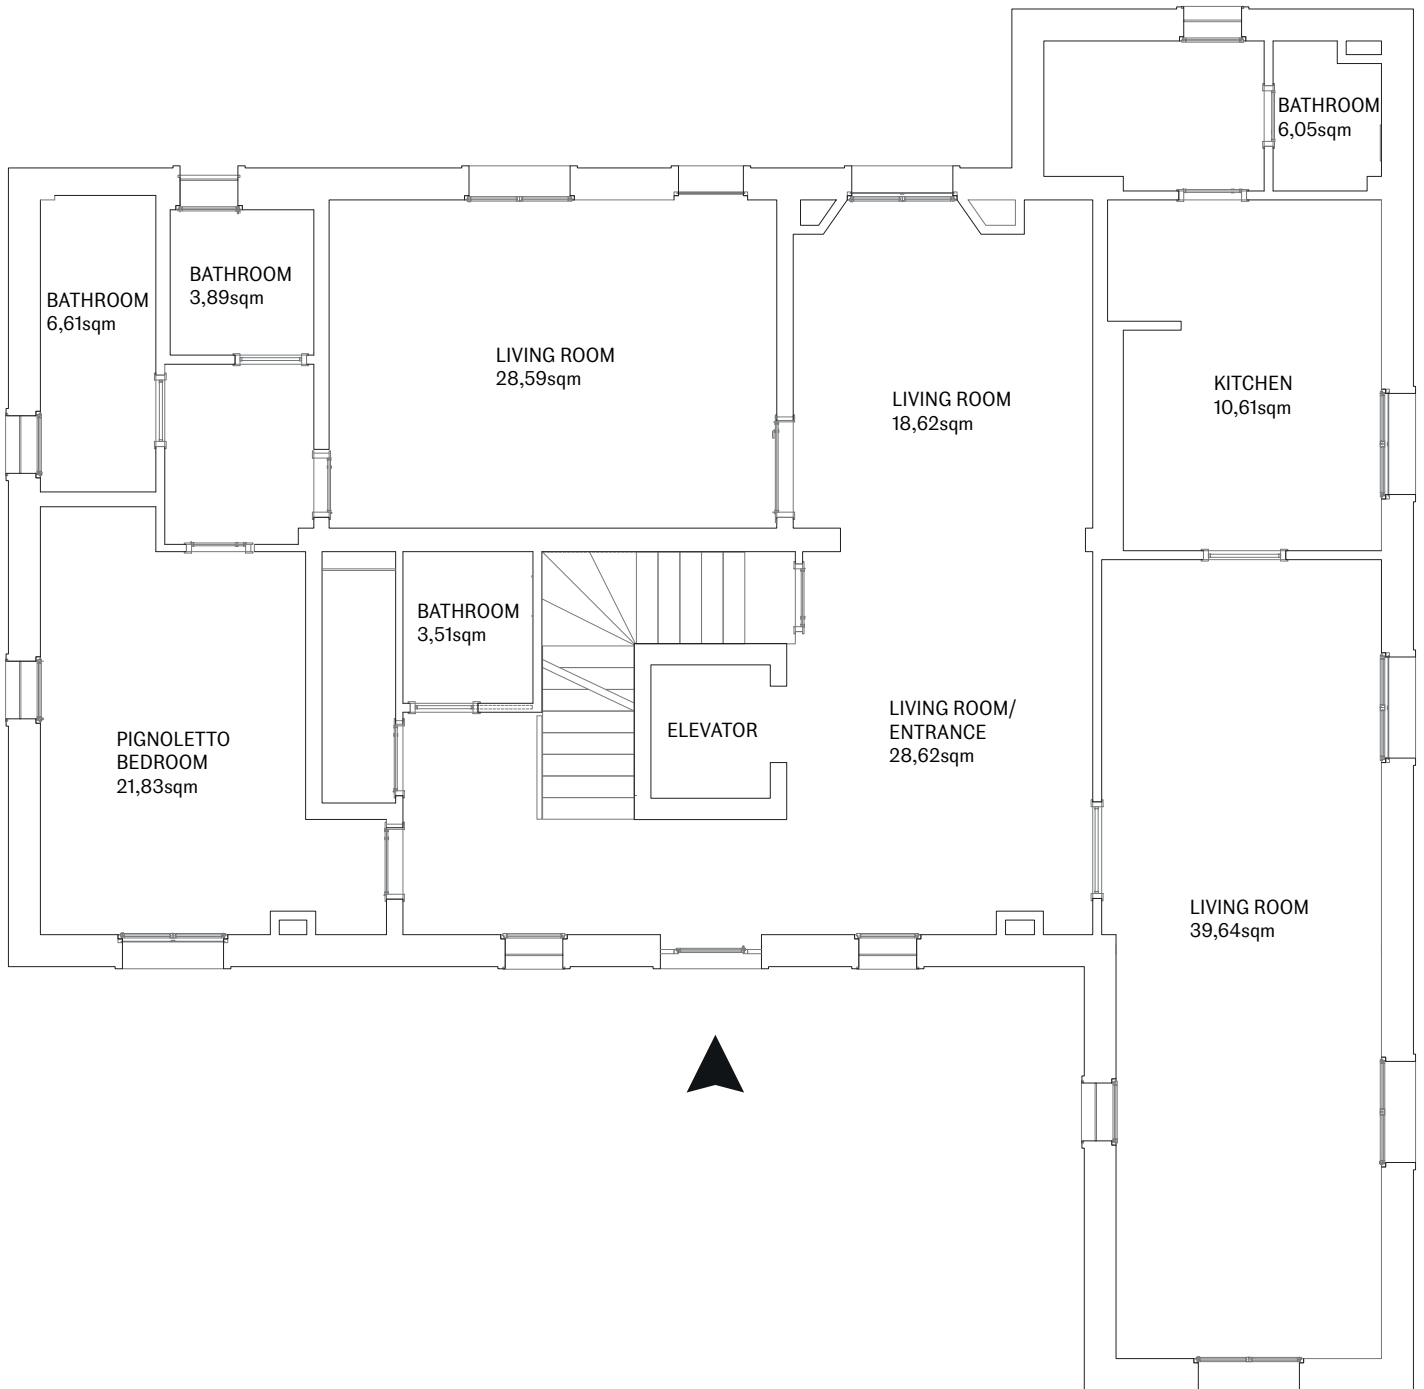 BATHROOM
6,05sqm
BATHROOM
3,89sqm
BATHROOM
6,61sqm
LIVING ROOM
28,59sqm
LIVING ROOM
18,62sqm
KITCHEN
10,61sqm
BATHROOM
3,51sqm
ELEVATOR
LIVING ROOM/
ENTRANCE
28,62sqm
PIGNOLETTO
BEDROOM
21,83sqm
LIVING ROOM
39,64sqm